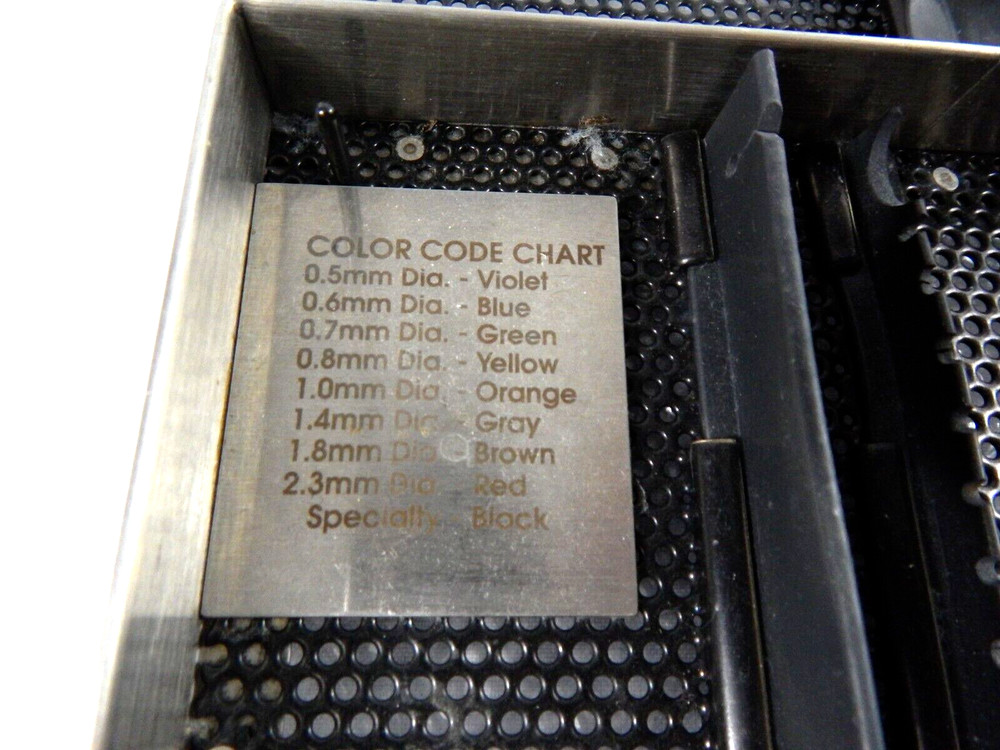 COLOR CODE CHART
0.5mm Dia. - Violet
0.6mm Dia. - Blue
0.7mm Dia. - Green
0.8mm Dia. - Yellow
1.0mm Dia. - Orange
1.4mm Dia. - Gray
1.8mm Dia. - Brown
2.3mm Dia. - Red
Specialty - Black